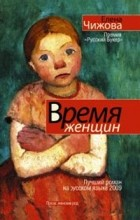 Елена
Чижова
Премия
«Русский Букер»
Время
женщин
Лучший роман
на русском языке 2009